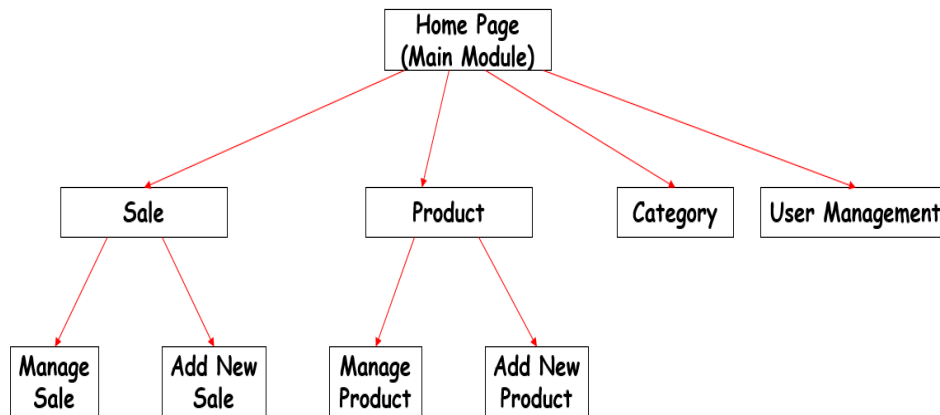 Home Page
(Main Module)
Sale
Product
Category
User Management
Manage
Sale
Add New
Sale
Manage
Product
Add New
Product